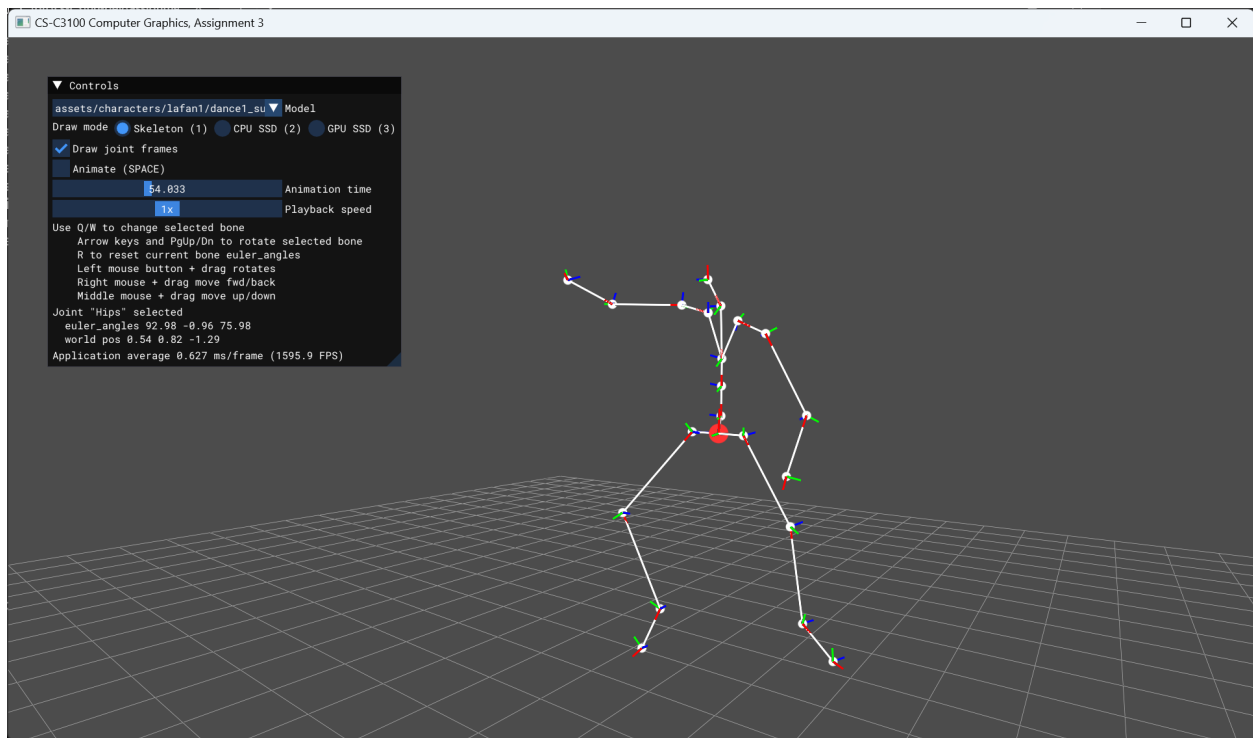 CS-C3100 Computer Graphics, Assignment 3
Controls
assets/characters/lafan1/dance1_su Model
Draw mode Skeleton (1) CPU SSD (2) GPU SSD (3)
Draw joint frames
Animate (SPACE)
54.033 Animation time
1x Playback speed
Use Q/W to change selected bone
Arrow keys and PgUp/Dn to rotate selected bone
R to reset current bone euler_angles
Left mouse button + drag rotates
Right mouse + drag move fwd/back
Middle mouse + drag move up/down
Joint "Hips" selected
euler_angles 92.98 -0.96 75.98
world pos 0.54 0.82 -1.29
Application average 0.627 ms/frame (1595.9 FPS)